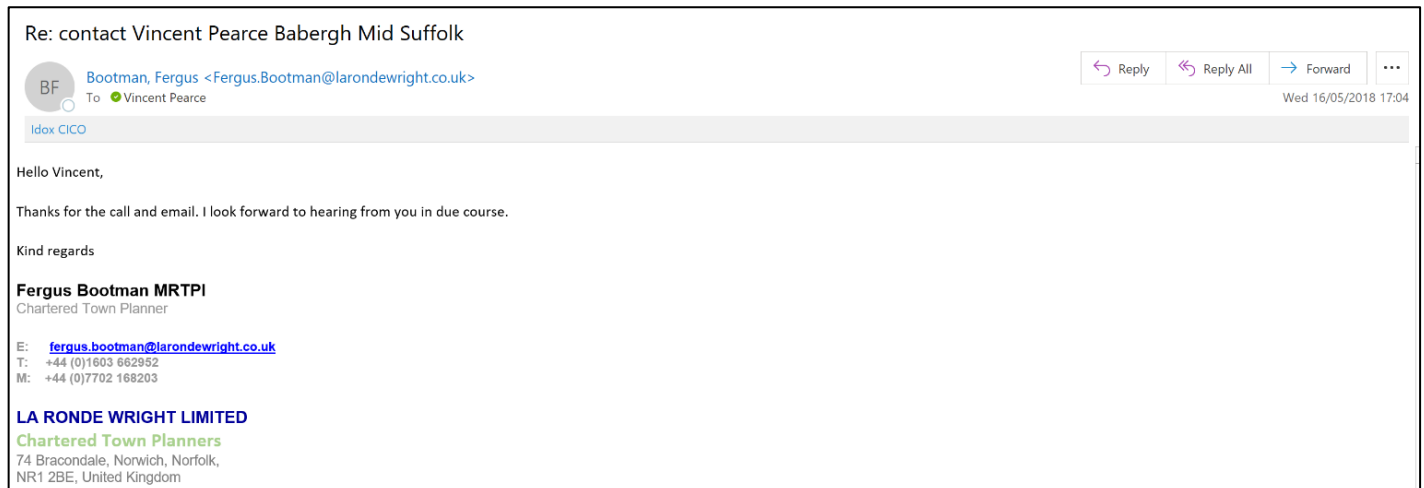 Re: contact Vincent Pearce Babergh Mid Suffolk
BF
Bootman, Fergus <Fergus.Bootman@larondewright.co.uk>
To Vincent Pearce
Reply
Reply All
Forward
Wed 16/05/2018 17:04
Idox CICO
Hello Vincent,
Thanks for the call and email. I look forward to hearing from you in due course.
Kind regards
Fergus Bootman MRTPI
Chartered Town Planner
E: fergus.bootman@larondewright.co.uk
T: +44 (0)1603 662952
M: +44 (0)7702 168203
LA RONDE WRIGHT LIMITED
Chartered Town Planners
74 Bracondale, Norwich, Norfolk,
NR1 2BE, United Kingdom